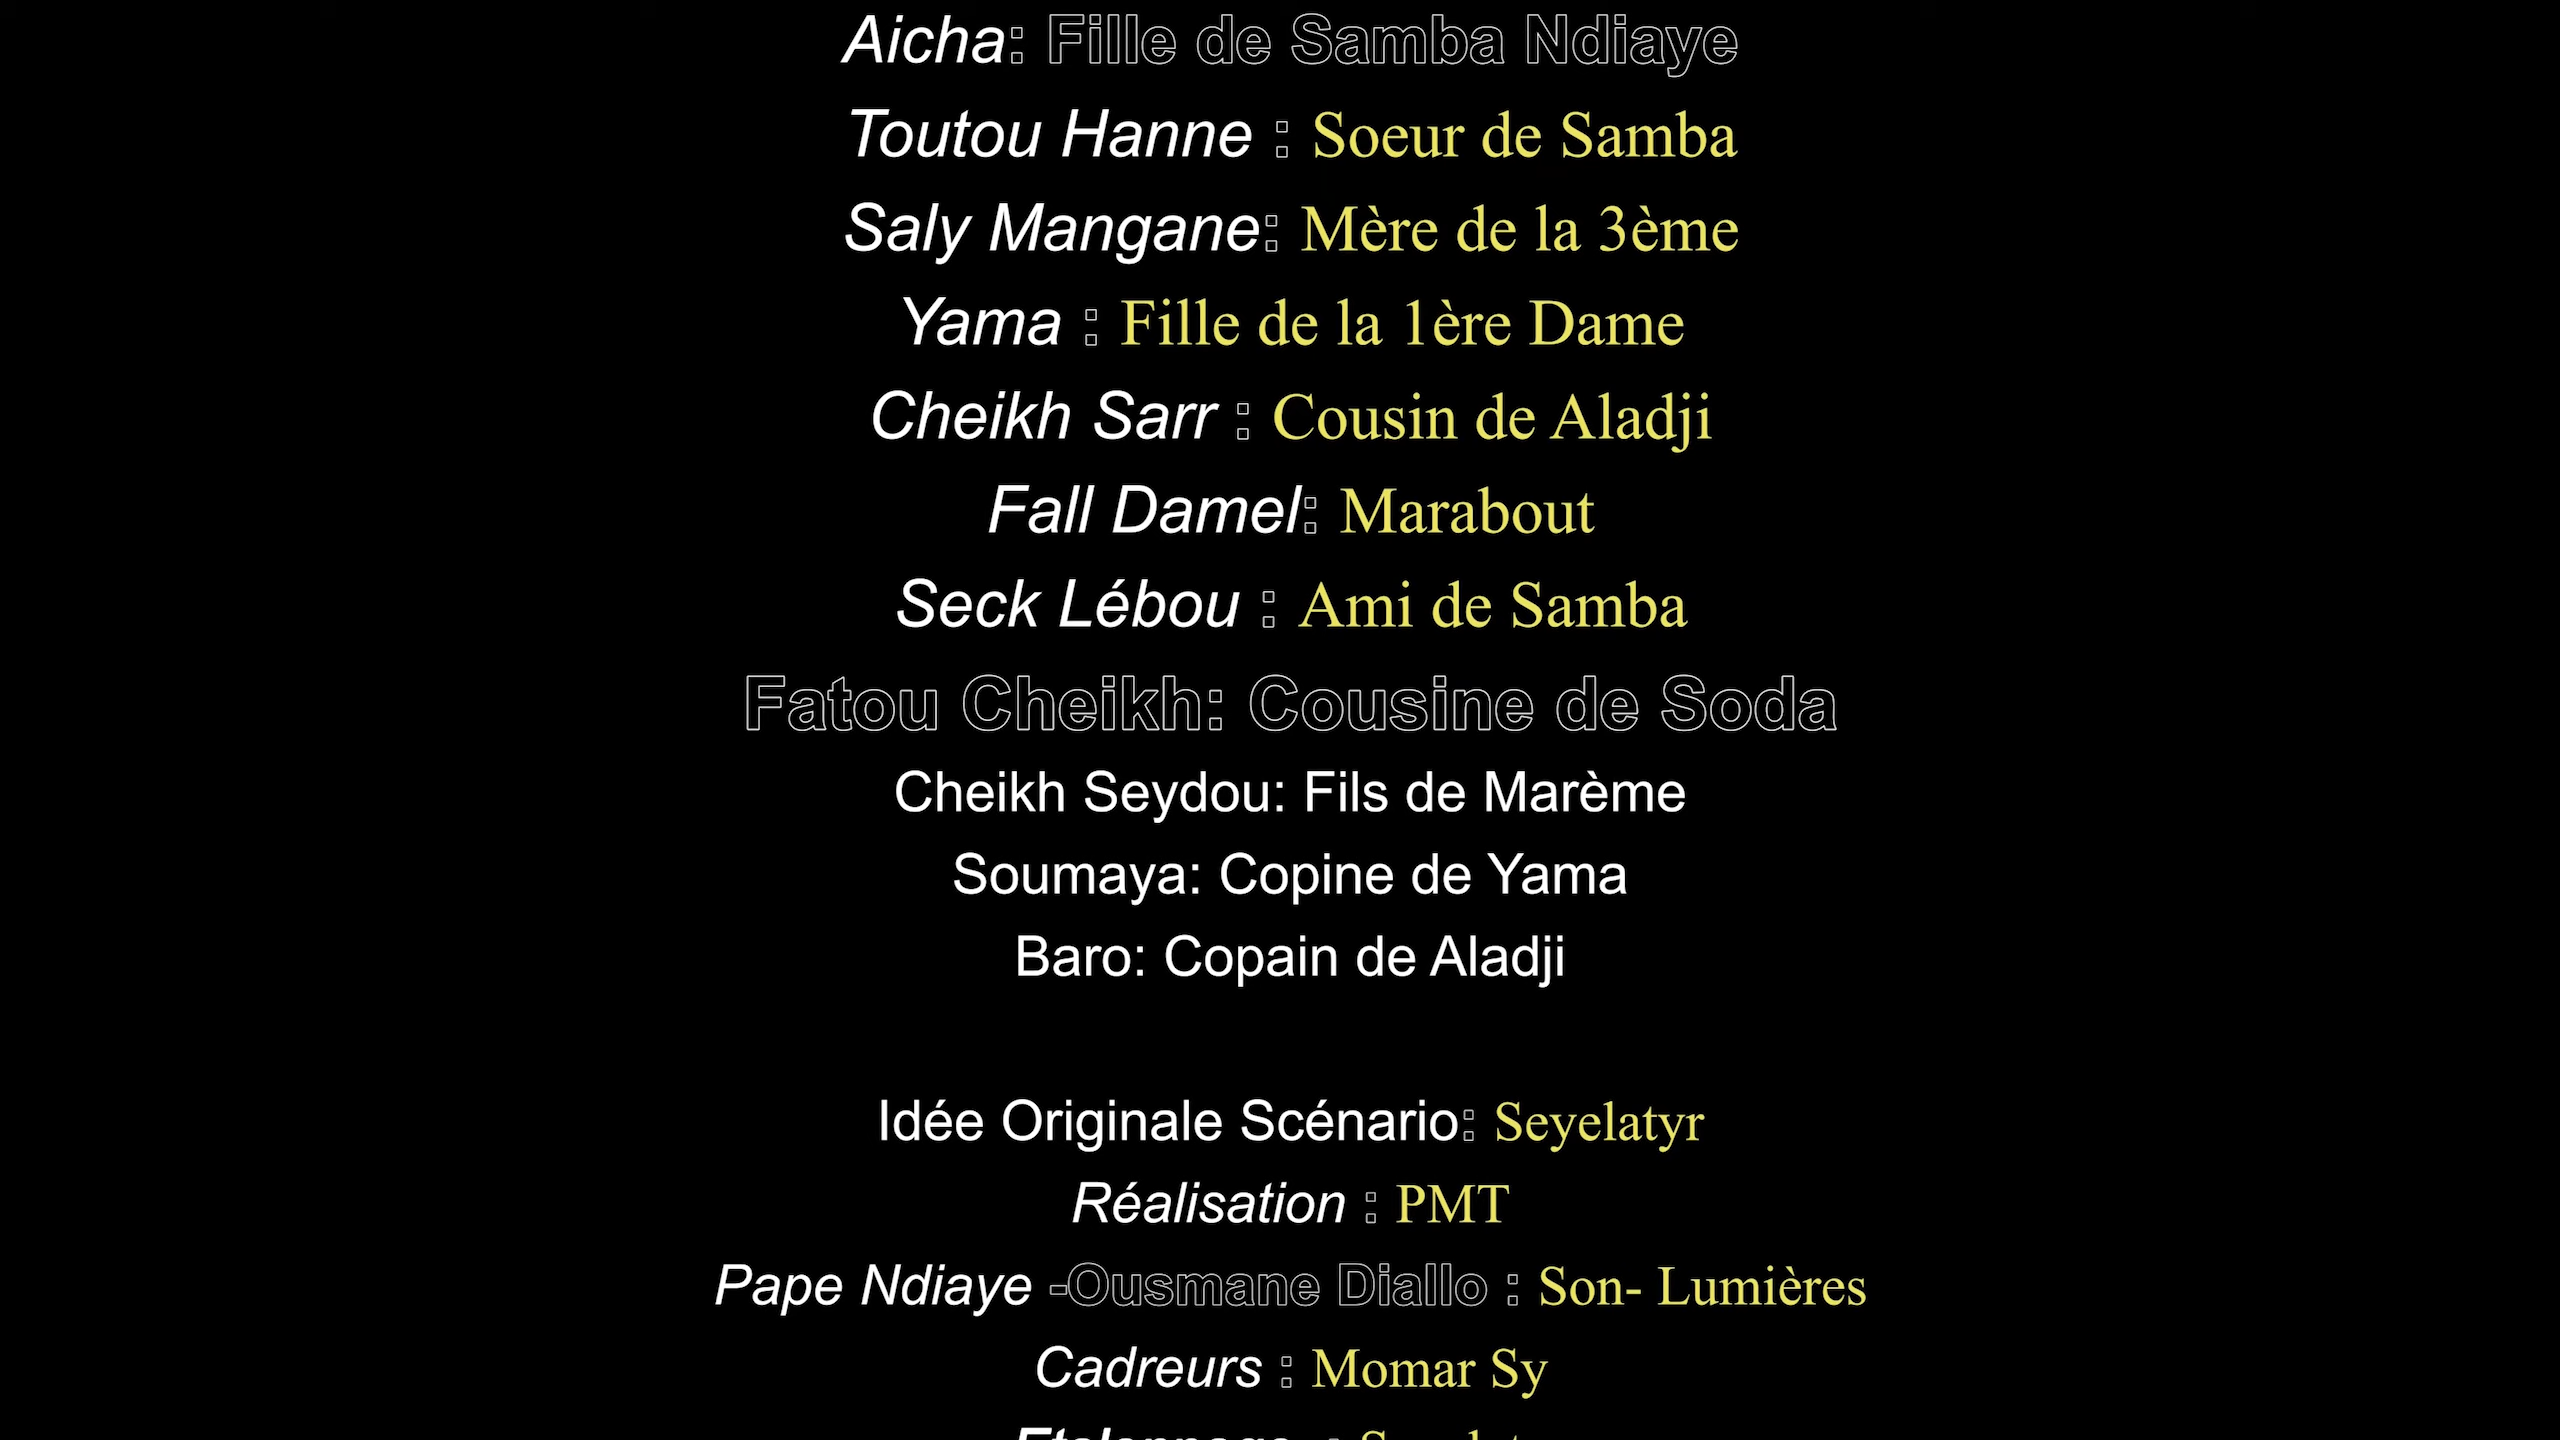 Aicha: Fille de Samba Ndiaye
Toutou Hanne : Soeur de Samba
Saly Mangane: Mère de la 3ème
Yama : Fille de la 1ère Dame
Cheikh Sarr : Cousin de Aladji
Fall Damel: Marabout
Seck Lébou : Ami de Samba
Fatou Cheikh: Cousine de Soda
Cheikh Seydou: Fils de Marème
Soumaya: Copine de Yama
Baro: Copain de Aladji
Idée Originale Scénario: Seyelatyr
Réalisation : PMT
Pape Ndiaye -Ousmane Diallo : Son- Lumières
Cadreurs : Momar Sy